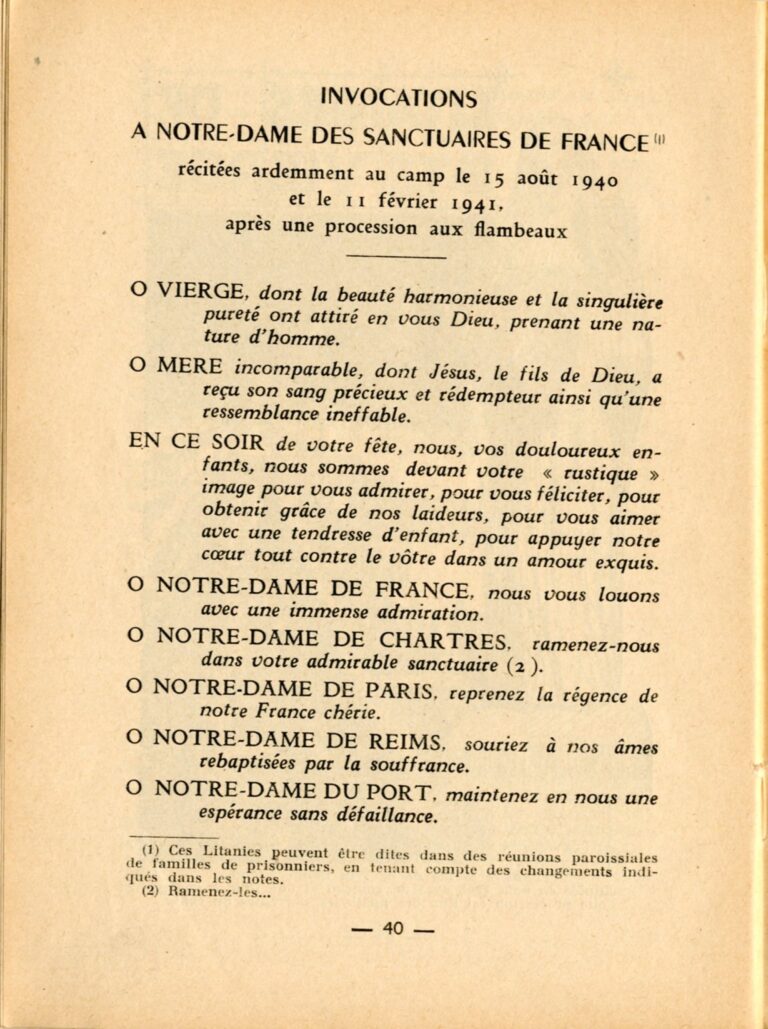 INVOCATIONS
A NOTRE-DAME DES SANCTUAIRES DE FRANCE (1)
récitées ardemment au camp le 15 août 1940
et le 11 février 1941,
après une procession aux flambeaux
O VIERGE, dont la beauté harmonieuse et la singulière
pureté ont attiré en vous Dieu, prenant une na-
ture d'homme.
O MERE incomparable, dont Jésus, le fils de Dieu, a
reçu son sang précieux et rédempteur ainsi qu'une
ressemblance ineffable.
EN CE SOIR de votre fête, nous, vos douloureux en-
fants, nous sommes devant votre « rustique »
image pour vous admirer, pour vous féliciter, pour
obtenir grâce de nos laideurs, pour vous aimer
avec une tendresse d'enfant, pour appuyer notre
cœur tout contre le vôtre dans un amour exquis.
O NOTRE-DAME DE FRANCE, nous vous louons
avec une immense admiration.
O NOTRE-DAME DE CHARTRES, ramenez-nous
dans votre admirable sanctuaire (2).
O NOTRE-DAME DE PARIS, reprenez la régence de
notre France chérie.
O NOTRE-DAME DE REIMS, souriez à nos âmes
rebaptisées par la souffrance.
O NOTRE-DAME DU PORT, maintenez en nous une
espérance sans défaillance.
(1) Ces Litanies peuvent être dites dans des réunions paroissiales
de familles de prisonniers, en tenant compte des changements indi-
qués dans les notes.
(2) Ramenez-les...
— 40 —